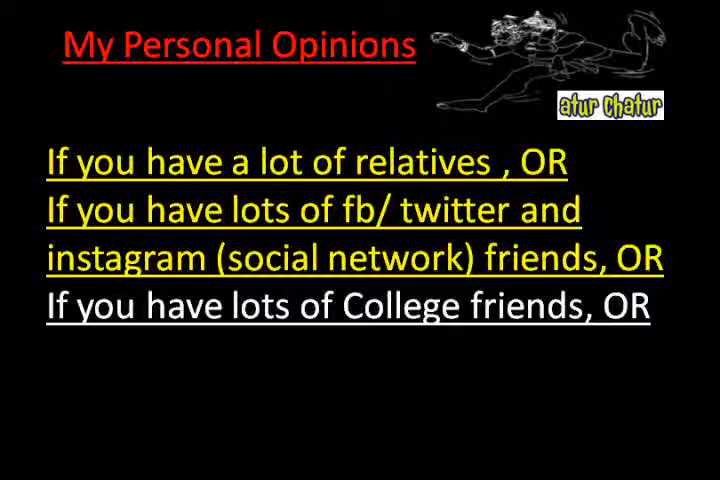 My Personal Opinions
atur chatur
If you have a lot of relatives , OR
If you have lots of fb/ twitter and
instagram (social network) friends, OR
If you have lots of College friends, OR